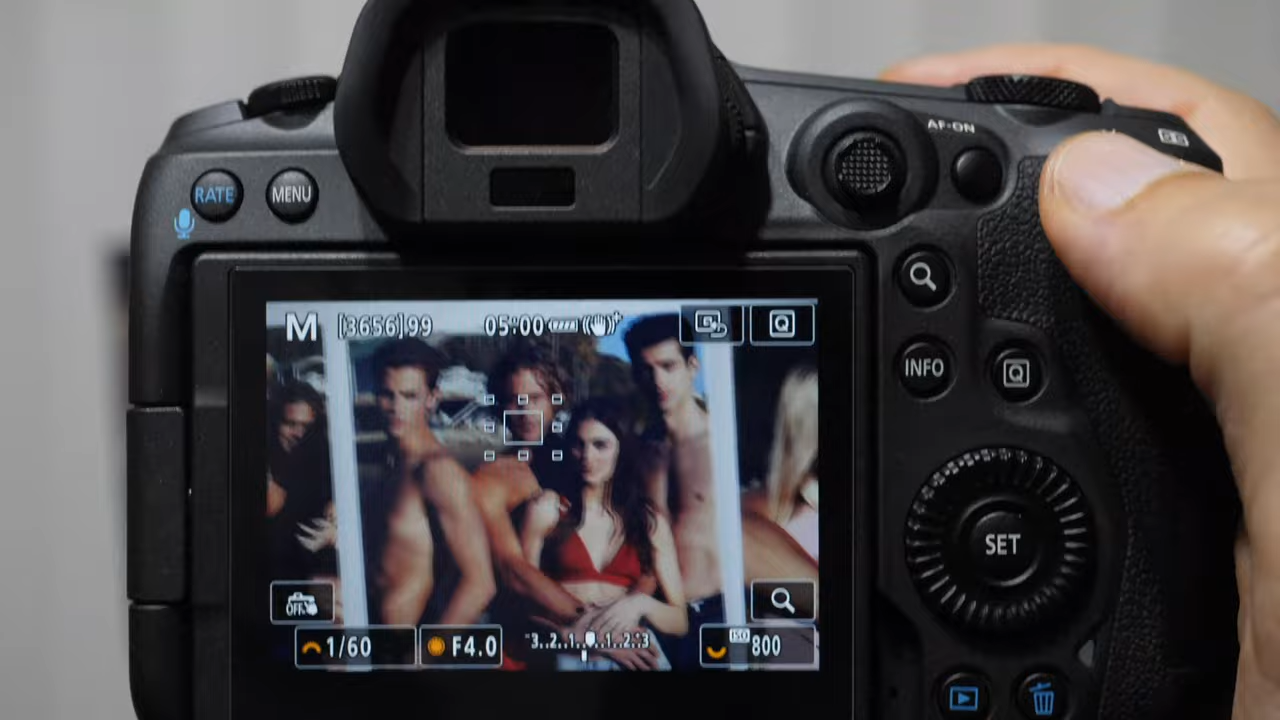 AF-ON
RATE
MENU
M [3656]99 05:00 Q
INFO
Q
SET
OFF
1/60 F4.0 -3..2..1..1..2..3 ISO 800